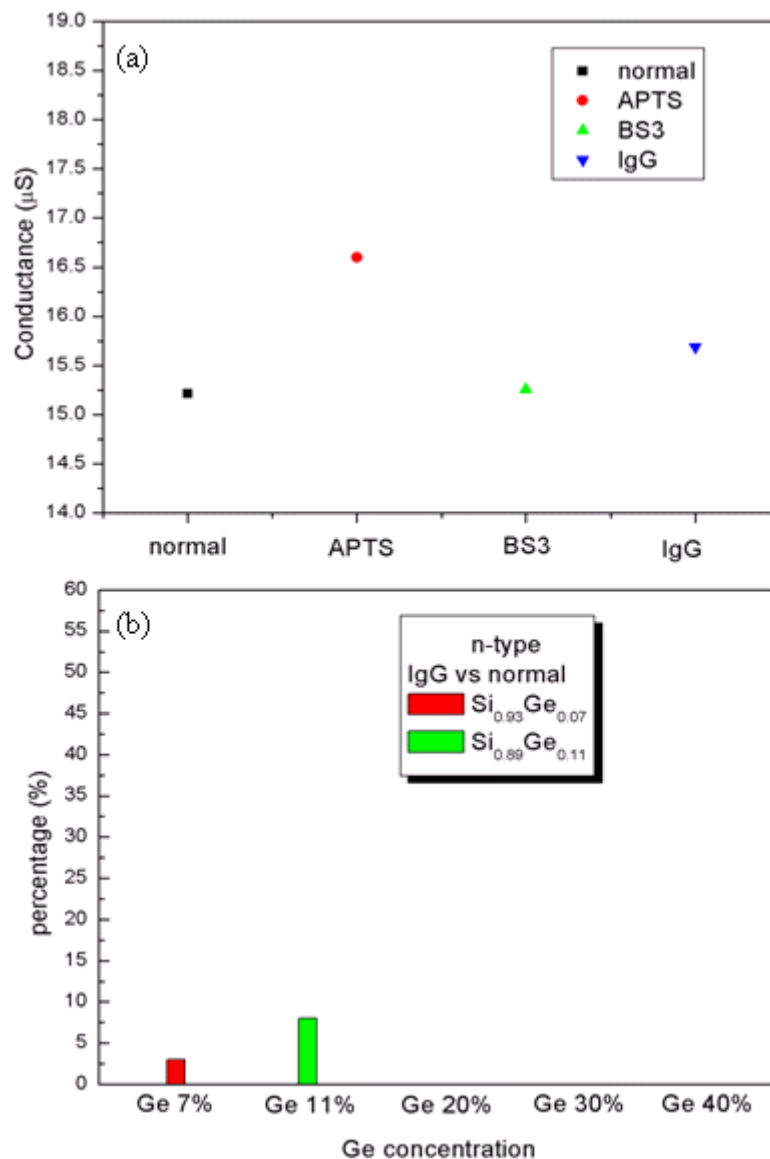 (a)
19.0
18.5
18.0
17.5
17.0
16.5
16.0
15.5
15.0
14.5
14.0
Conductance (μS)
normal
APTS
BS3
IgG
normal
APTS
BS3
IgG
(b)
60
55
50
45
40
35
30
25
20
15
10
5
0
percentage (%)
n-type
IgG vs normal
Si0.93Ge0.07
Si0.89Ge0.11
Ge 7%
Ge 11%
Ge 20%
Ge 30%
Ge 40%
Ge concentration